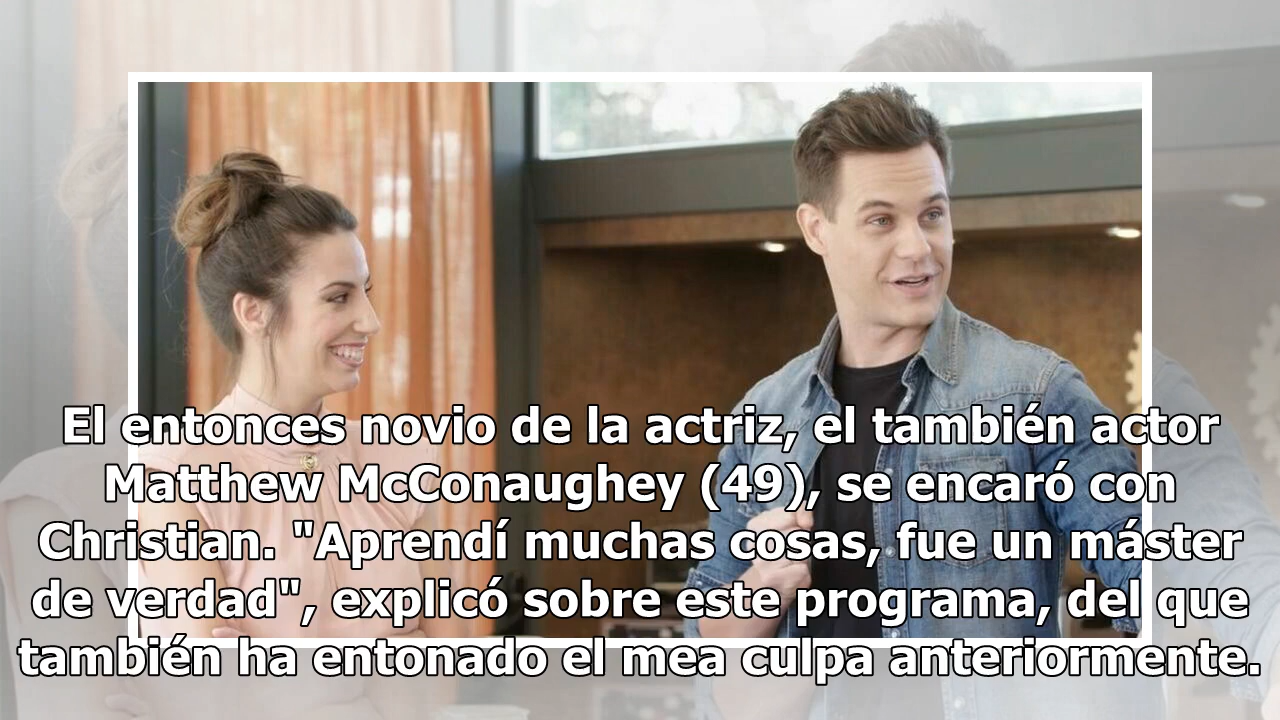 El entonces novio de la actriz, el también actor
Matthew McConaughey (49), se encaró con
Christian. "Aprendí muchas cosas, fue un máster
de verdad", explicó sobre este programa, del que
también ha entonado el mea culpa anteriormente.